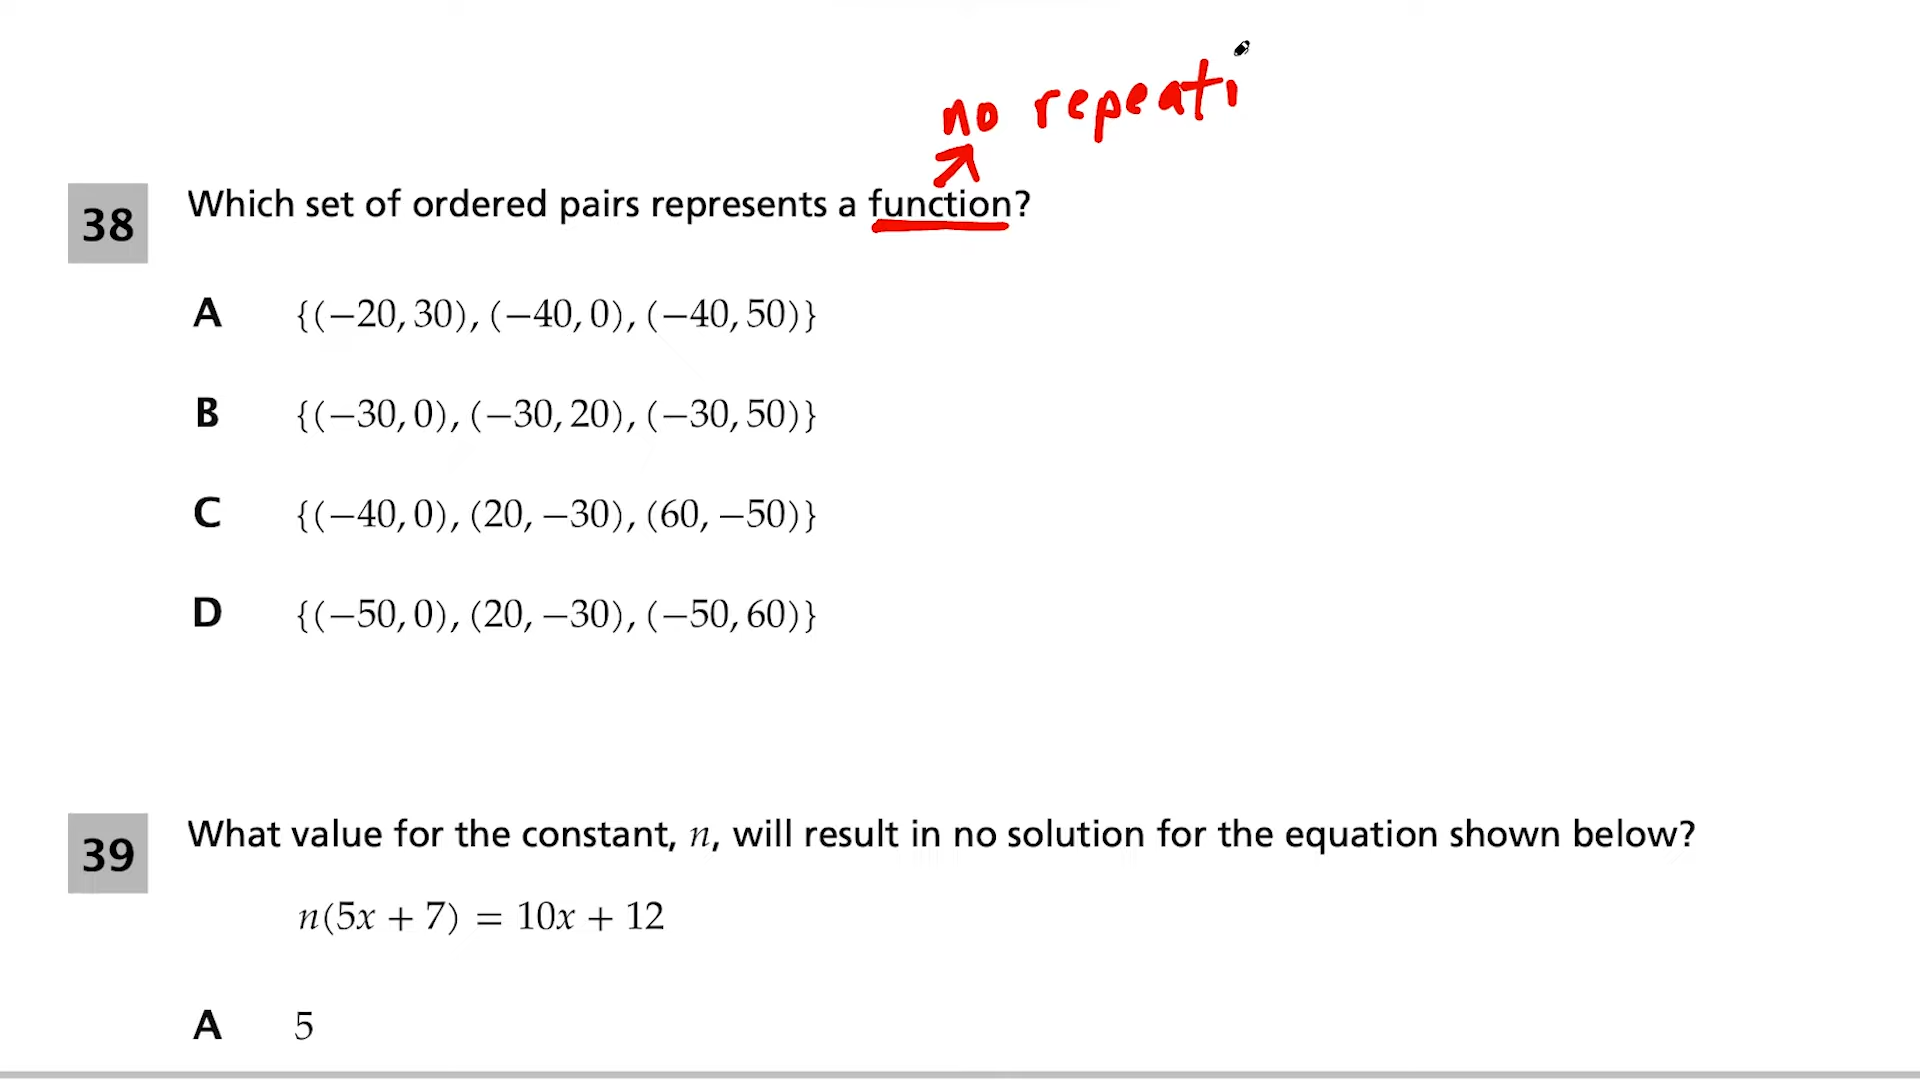 no repeati
38 Which set of ordered pairs represents a function?
A {(−20, 30), (−40, 0), (−40, 50)}
B {(−30, 0), (−30, 20), (−30, 50)}
C {(−40, 0), (20, −30), (60, −50)}
D {(−50, 0), (20, −30), (−50, 60)}
39 What value for the constant, n, will result in no solution for the equation shown below?
n(5x + 7) = 10x + 12
A 5